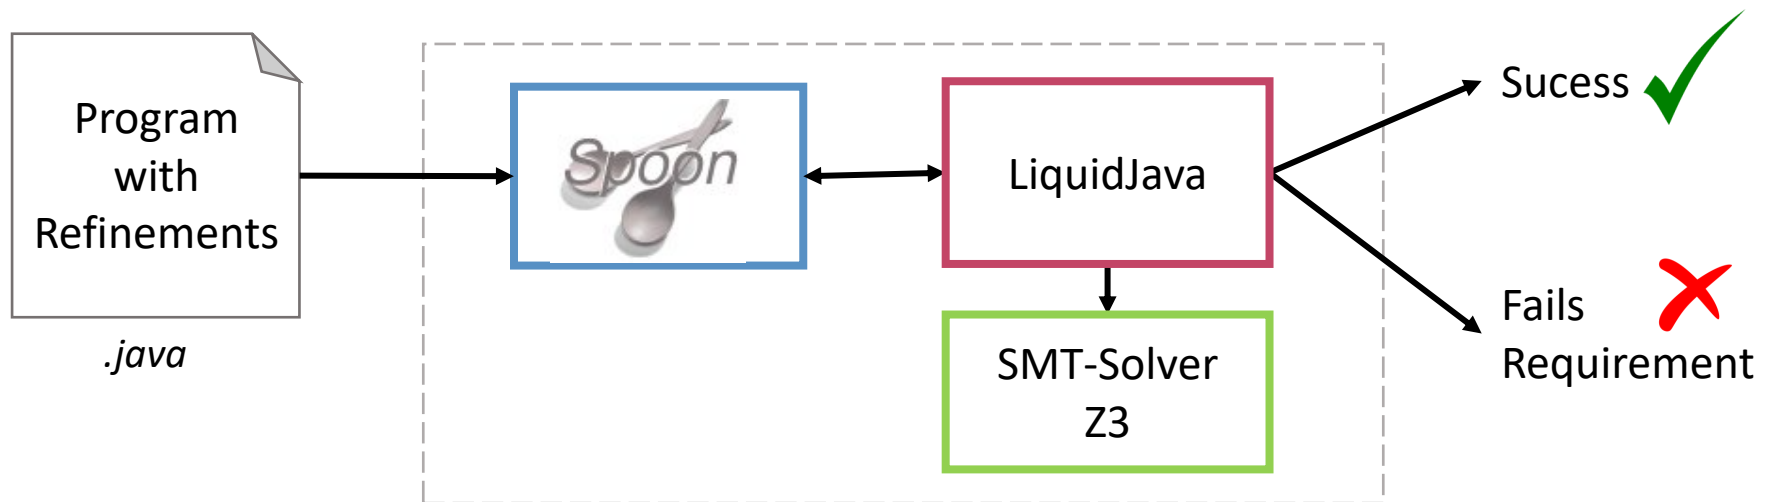 Program
with
Refinements
.java
Spoon
LiquidJava
SMT-Solver
Z3
Sucess
Fails
Requirement